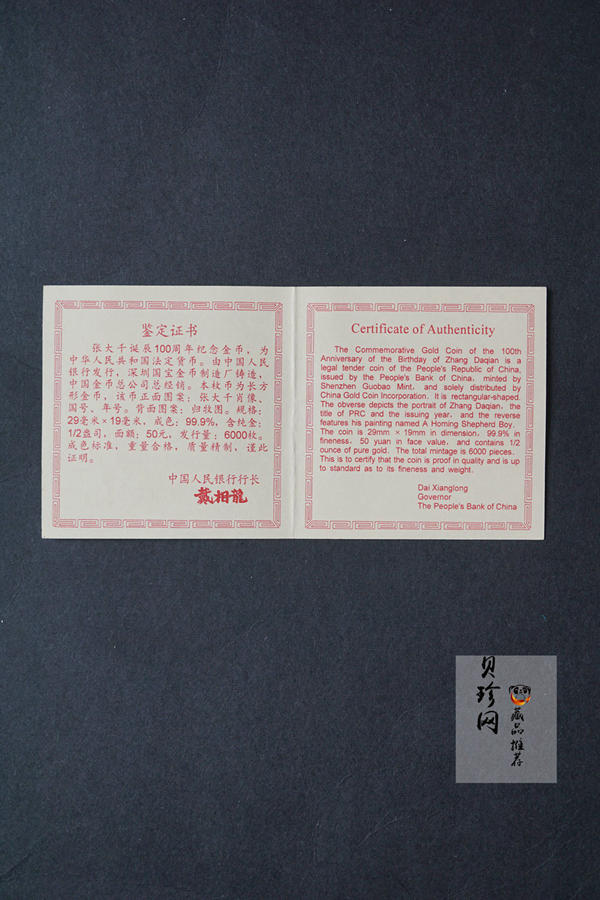 鉴定证书
张大千诞辰100周年纪念金币，为
中华人民共和国法定货币。由中国人民
银行发行，深圳国宝金币制造厂铸造，
中国金币总公司总经销。本枚币为长方
形金币，该币正面图案：张大千肖像、
国号、年号。背面图案：归牧图。规格：
29毫米×19毫米，成色：99.9%，含纯金：
1/2盎司，面额：50元，发行量：6000枚。
成色标准，重量合格，质量精制，谨此
证明。
中国人民银行行长
戴相龍
Certificate of Authenticity
The Commemorative Gold Coin of the 100th
Anniversary of the Birthday of Zhang Daqian is a
legal tender coin of the People's Republic of China,
issued by the People's Bank of China, minted by
Shenzhen Guobao Mint, and solely distributed by
China Gold Coin Incorporation. It is rectangular-shaped.
The obverse depicts the portrait of Zhang Daqian, the
title of PRC and the issuing year, and the reverse
features his painting named A Homing Shepherd Boy.
The coin is 29mm × 19mm in dimension, 99.9% in
fineness, 50 yuan in face value, and contains 1/2
ounce of pure gold. The total mintage is 6000 pieces.
This is to certify that the coin is proof in quality and is up
to standard as to its fineness and weight.
Dai Xianglong
Governor
The People's Bank of China
贝珍网
藏品推荐